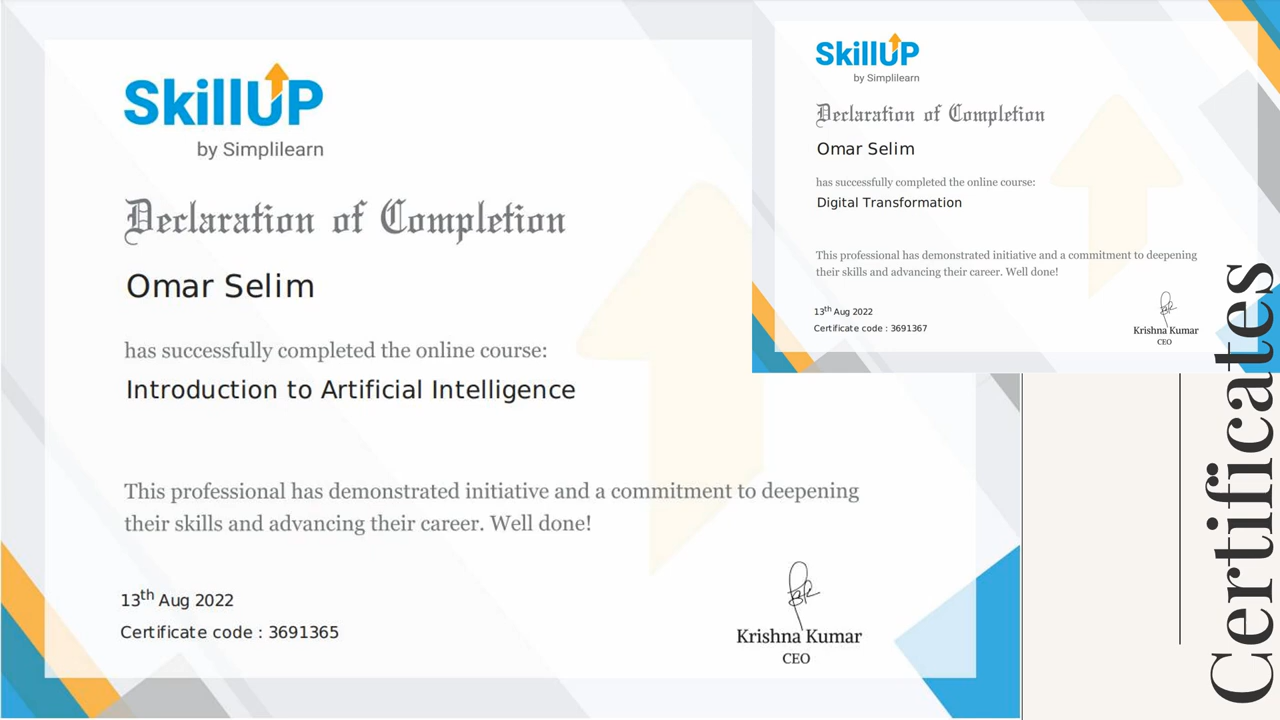 SkillUP
by Simplilearn
Declaration of Completion
Omar Selim
has successfully completed the online course:
Introduction to Artificial Intelligence
This professional has demonstrated initiative and a commitment to deepening
their skills and advancing their career. Well done!
13th Aug 2022
Certificate code : 3691365
Krishna Kumar
CEO
SkillUP
by Simplilearn
Declaration of Completion
Omar Selim
has successfully completed the online course:
Digital Transformation
This professional has demonstrated initiative and a commitment to deepening
their skills and advancing their career. Well done!
13th Aug 2022
Certificate code : 3691367
Krishna Kumar
CEO
Certificates